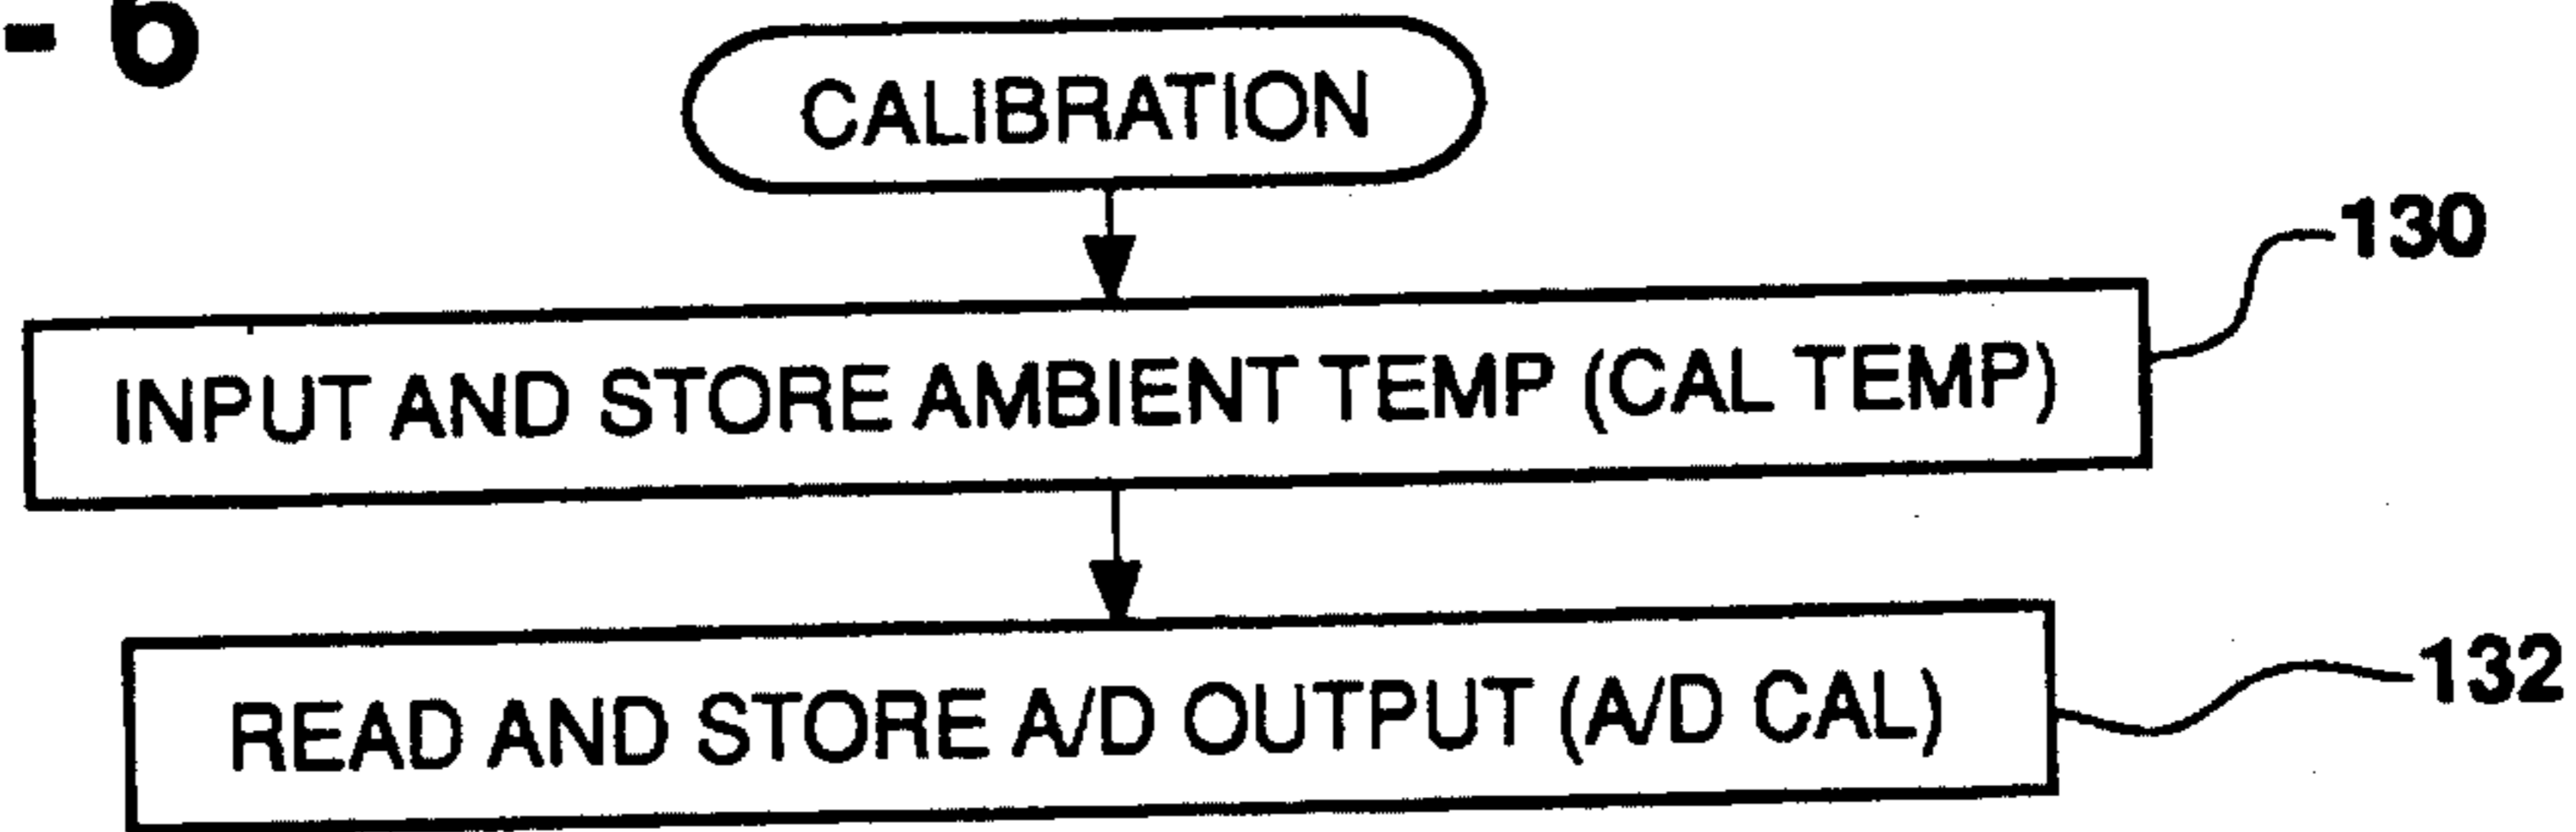 - 6
CALIBRATION
130
INPUT AND STORE AMBIENT TEMP (CAL TEMP)
132
READ AND STORE A/D OUTPUT (A/D CAL)